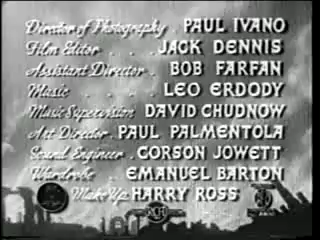 Director of Photography . PAUL IVANO
Film Editor . . . . JACK DENNIS
Assistant Director . BOB FARFAN
Music . . . . . LEO ERDODY
Music Supervision DAVID CHUDNOW
Art Director . PAUL PALMENTOLA
Sound Engineer . CORSON JOWETT
Wardrobe . . EMANUEL BARTON
Make Up HARRY ROSS
RCA